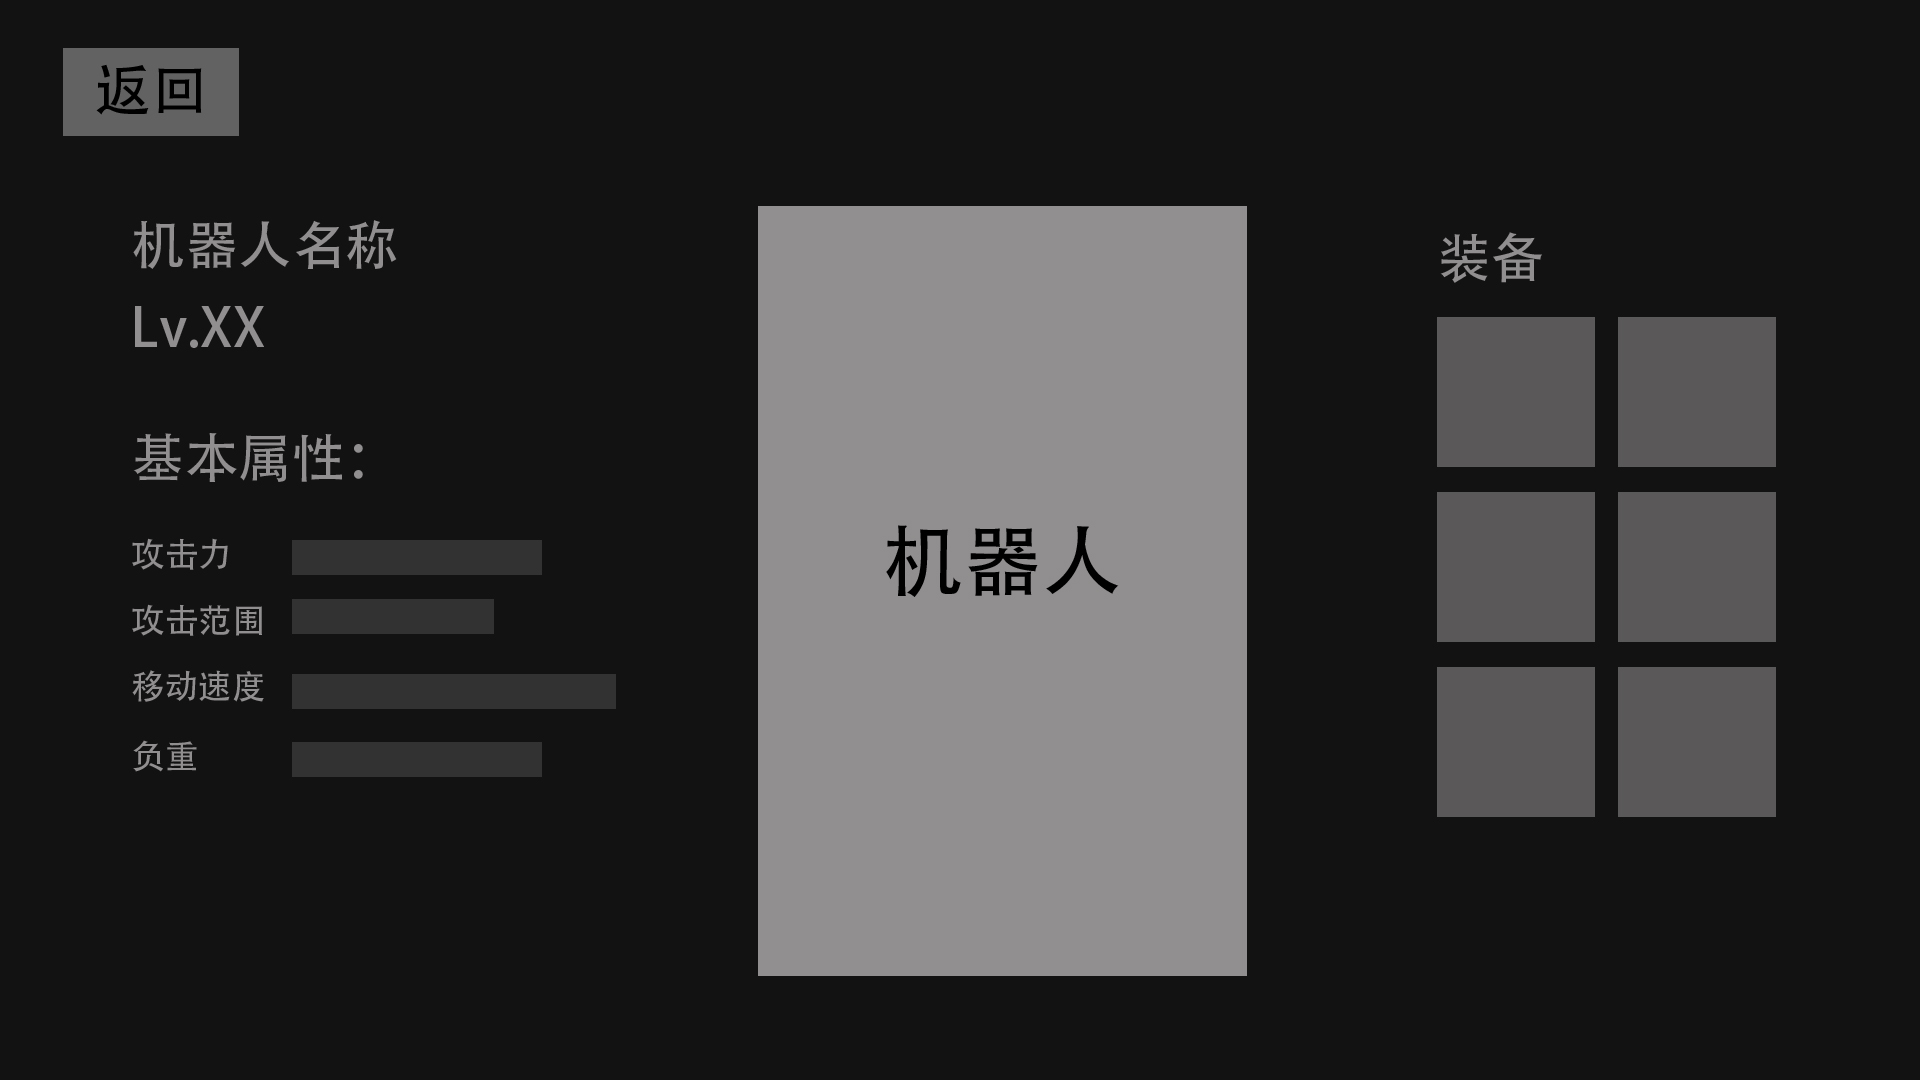 返回
机器人名称
Lv.XX
基本属性：
攻击力
攻击范围
移动速度
负重
机器人
装备